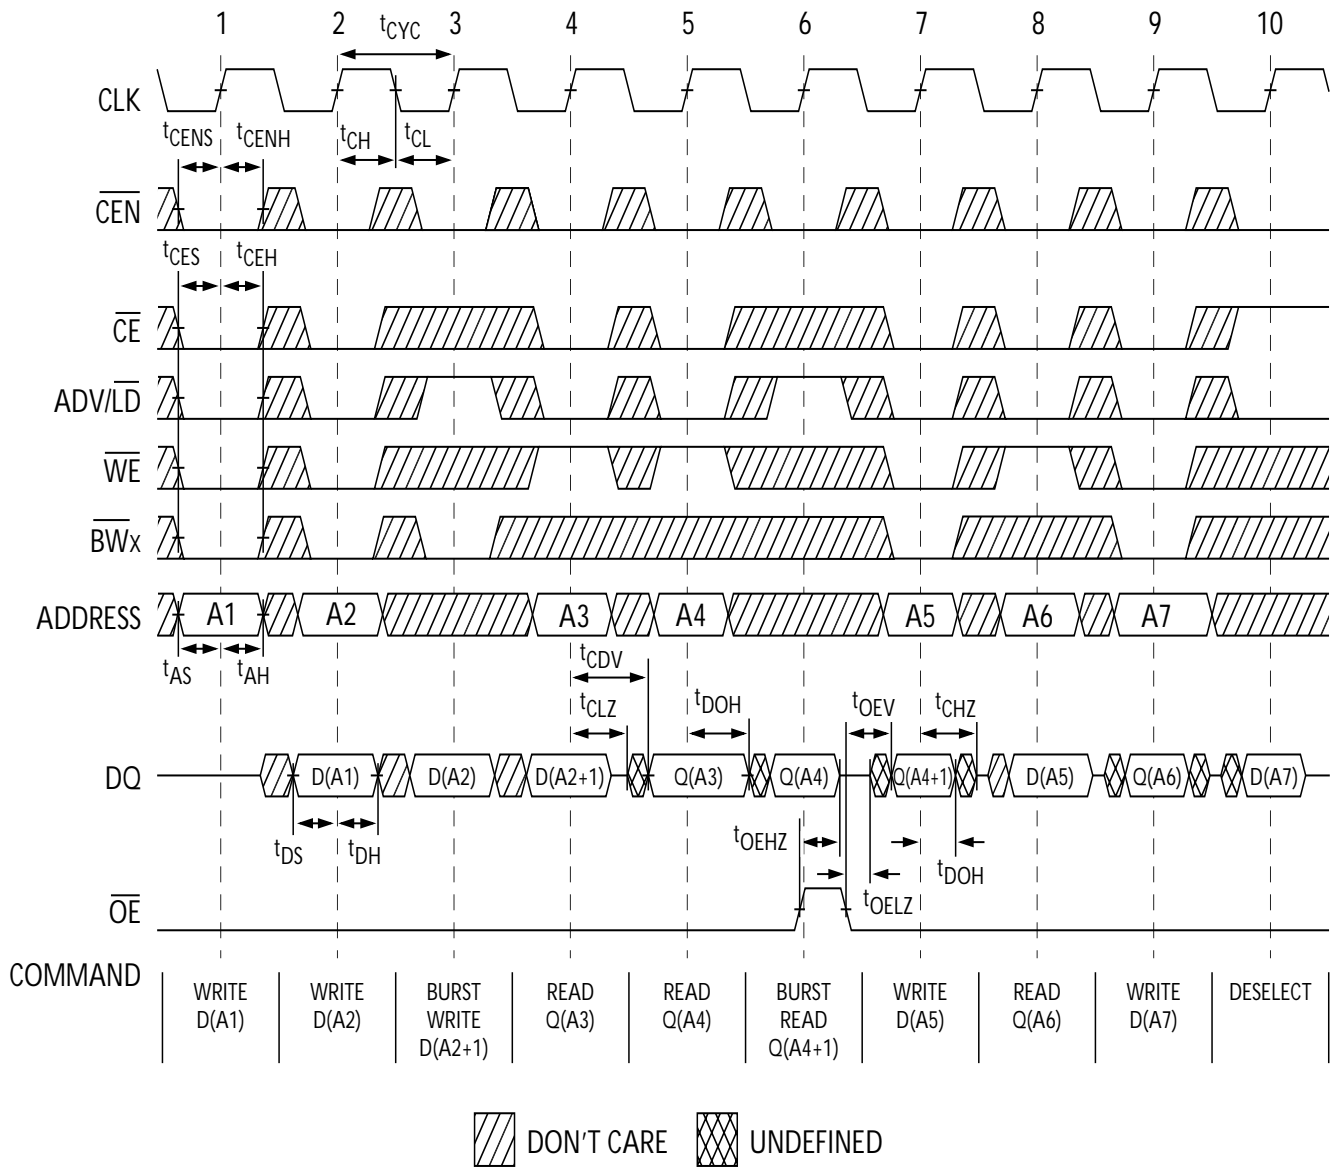 1 2 3 4 5 6 7 8 9 10
tCYC
CLK
tCENS tCENH tCH tCL
CEN
tCES tCEH
CE
ADV/LD
WE
BWx
ADDRESS A1 A2 A3 A4 A5 A6 A7
tAS tAH tCDV
tCLZ tDOH tOEV tCHZ
DQ D(A1) D(A2) D(A2+1) Q(A3) Q(A4) Q(A4+1) D(A5) Q(A6) D(A7)
tDS tDH tOEHZ tDOH
tOELZ
OE
COMMAND
WRITE WRITE BURST READ READ BURST WRITE READ WRITE DESELECT
D(A1) D(A2) WRITE Q(A3) Q(A4) READ D(A5) Q(A6) D(A7)
D(A2+1) Q(A4+1)
DON'T CARE UNDEFINED